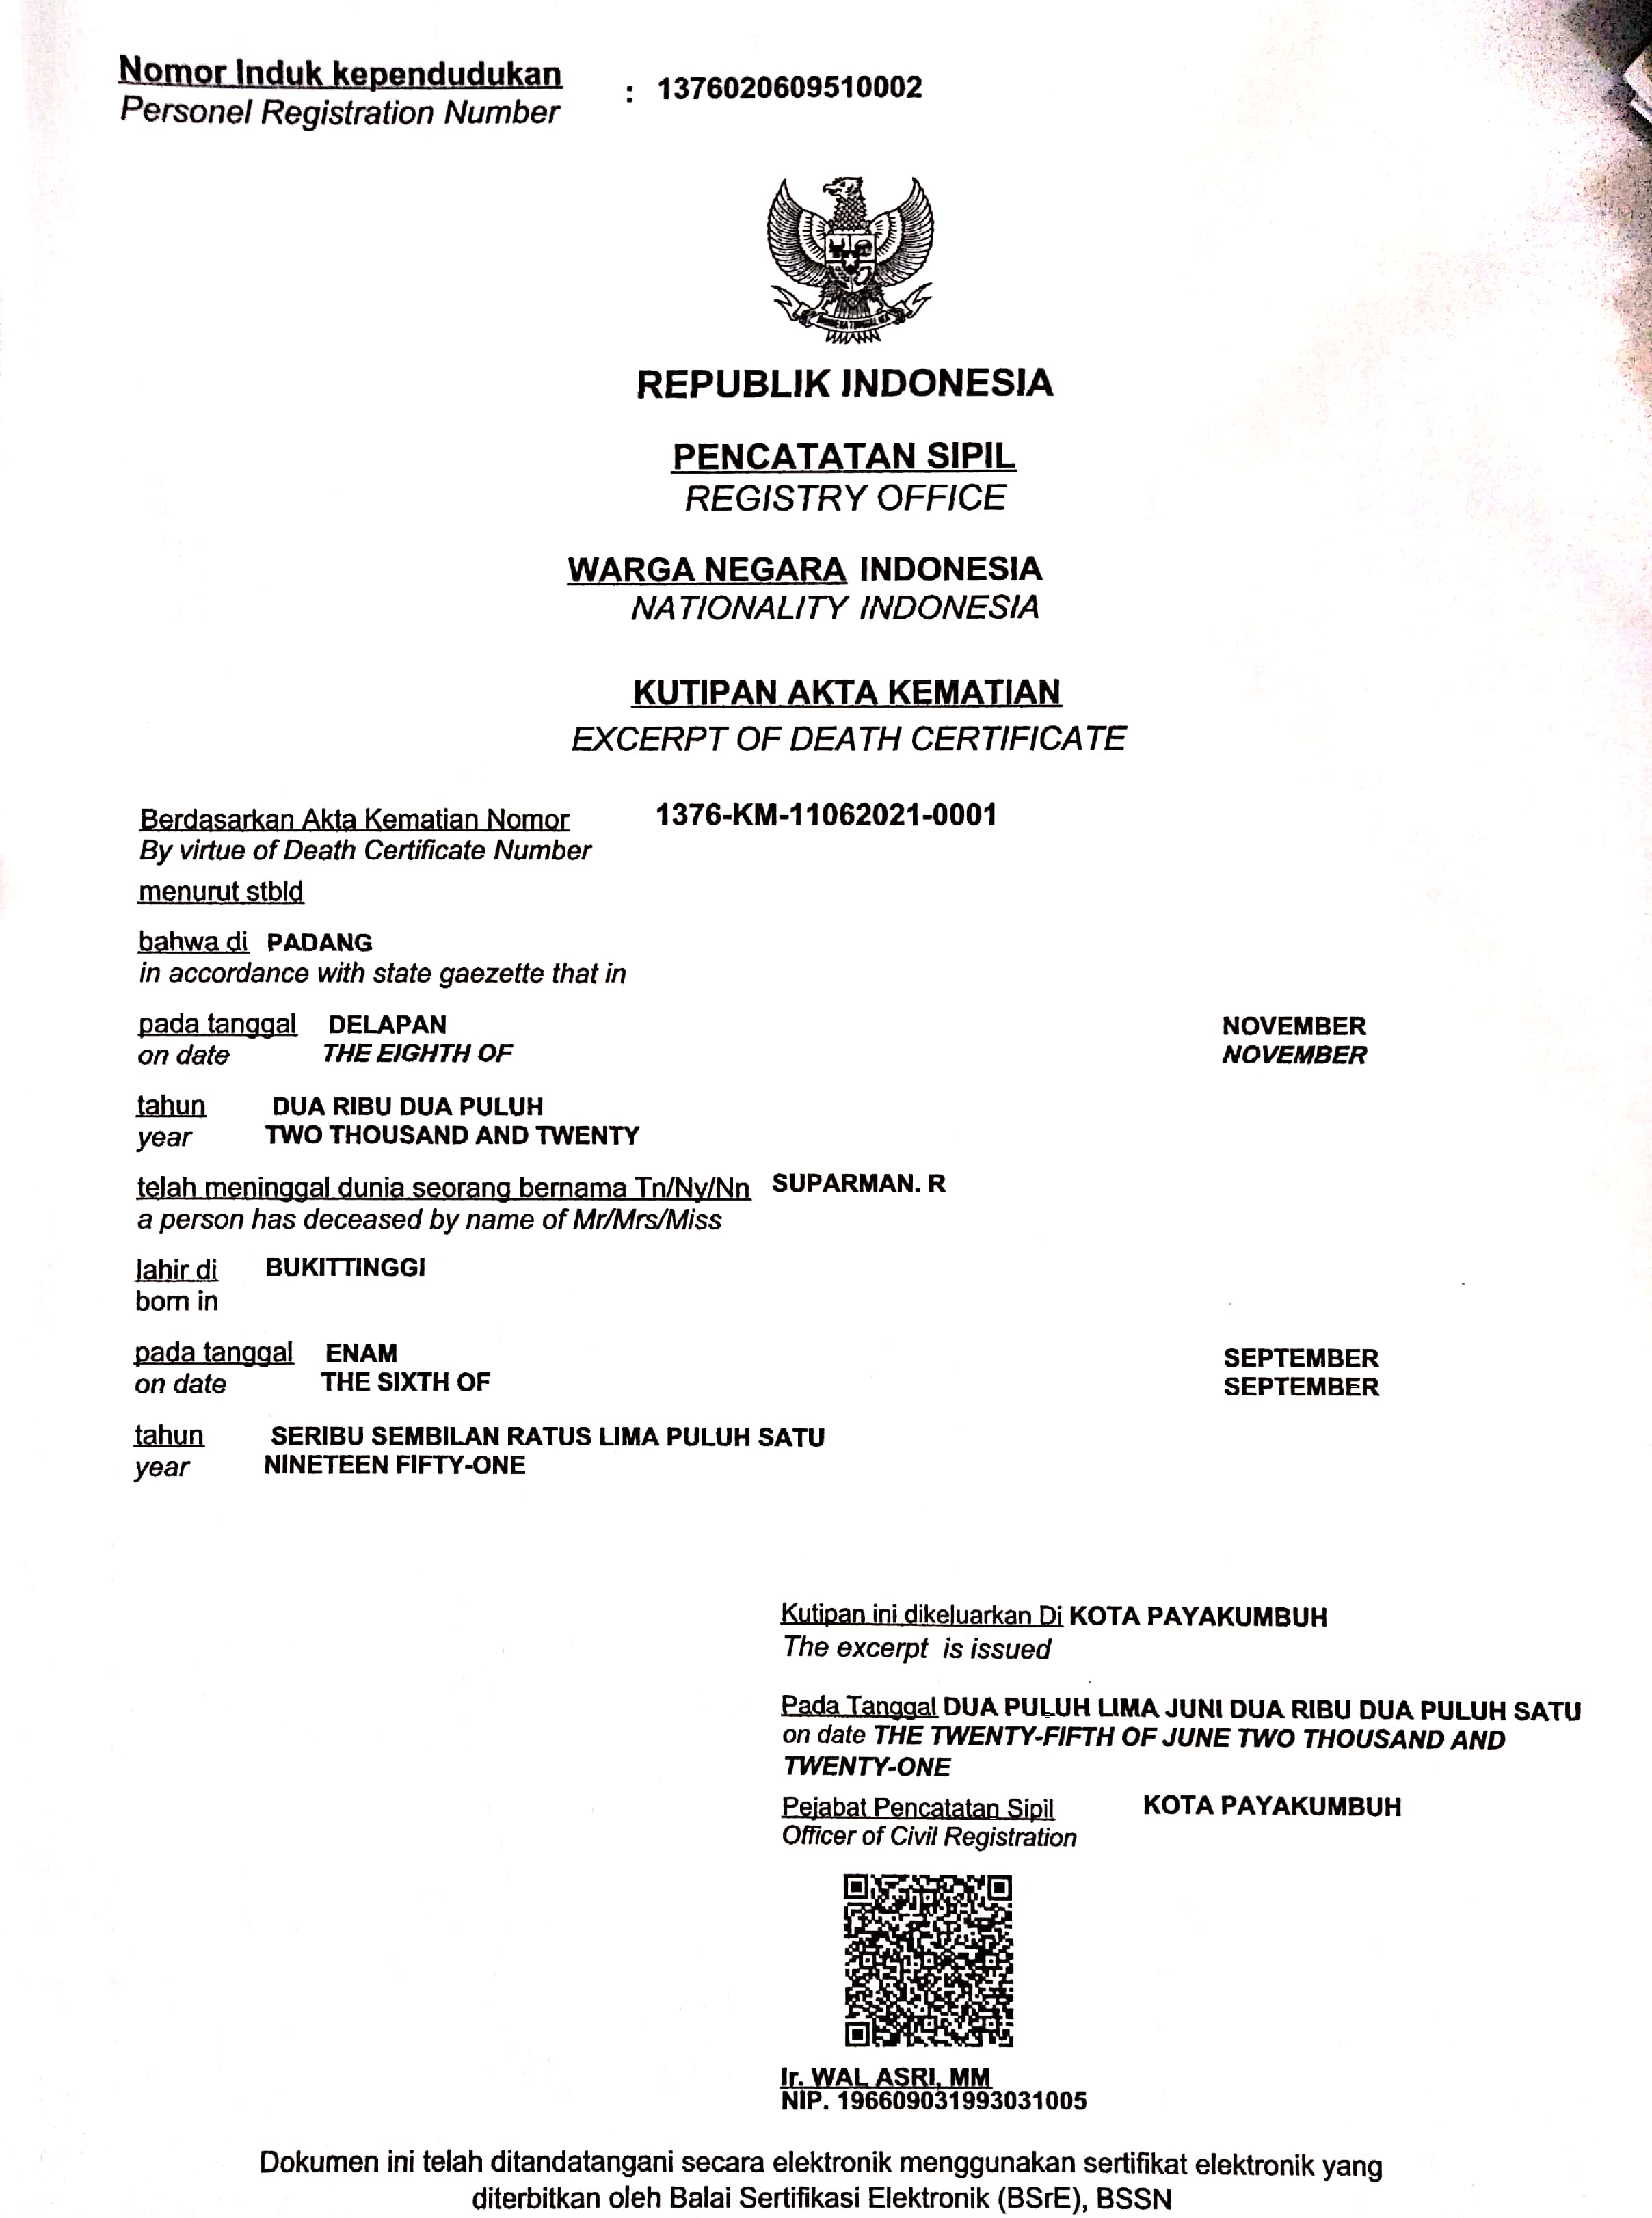 Nomor Induk kependudukan : 1376020609510002
Personel Registration Number
REPUBLIK INDONESIA
PENCATATAN SIPIL
REGISTRY OFFICE
WARGA NEGARA INDONESIA
NATIONALITY INDONESIA
KUTIPAN AKTA KEMATIAN
EXCERPT OF DEATH CERTIFICATE
Berdasarkan Akta Kematian Nomor 1376-KM-11062021-0001
By virtue of Death Certificate Number
menurut stbld
bahwa di PADANG
in accordance with state gaezette that in
pada tanggal DELAPAN NOVEMBER
on date THE EIGHTH OF NOVEMBER
tahun DUA RIBU DUA PULUH
year TWO THOUSAND AND TWENTY
telah meninggal dunia seorang bernama Tn/Ny/Nn SUPARMAN. R
a person has deceased by name of Mr/Mrs/Miss
lahir di BUKITTINGGI
born in
pada tanggal ENAM SEPTEMBER
on date THE SIXTH OF SEPTEMBER
tahun SERIBU SEMBILAN RATUS LIMA PULUH SATU
year NINETEEN FIFTY-ONE
Kutipan ini dikeluarkan Di KOTA PAYAKUMBUH
The excerpt is issued
Pada Tanggal DUA PULUH LIMA JUNI DUA RIBU DUA PULUH SATU
on date THE TWENTY-FIFTH OF JUNE TWO THOUSAND AND
TWENTY-ONE
Pejabat Pencatatan Sipil KOTA PAYAKUMBUH
Officer of Civil Registration
Ir. WAL ASRI, MM
NIP. 196609031993031005
Dokumen ini telah ditandatangani secara elektronik menggunakan sertifikat elektronik yang
diterbitkan oleh Balai Sertifikasi Elektronik (BSrE), BSSN